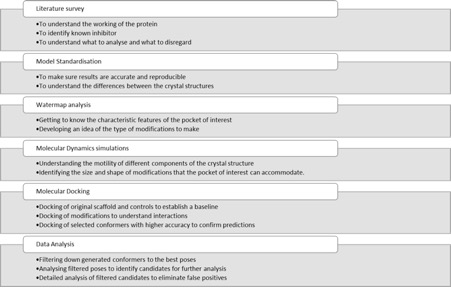 Literature survey
•To understand the working of the protein
•To identify known inhibitor
•To understand what to analyse and what to disregard
Model Standardisation
•To make sure results are accurate and reproducible
•To understand the differences between the crystal structures
Watermap analysis
•Getting to know the characteristic features of the pocket of interest
•Developing an idea of the type of modifications to make
Molecular Dynamics simulations
•Understanding the motility of different components of the crystal structure
•Identifying the size and shape of modifications that the pocket of interest can accommodate.
Molecular Docking
•Docking of original scaffold and controls to establish a baseline
•Docking of modifications to understand interactions
•Docking of selected conformers with higher accuracy to confirm predictions
Data Analysis
•Filtering down generated conformers to the best poses
•Analysing filtered poses to identify candidates for further analysis
•Detailed analysis of filtered candidates to eliminate false positives